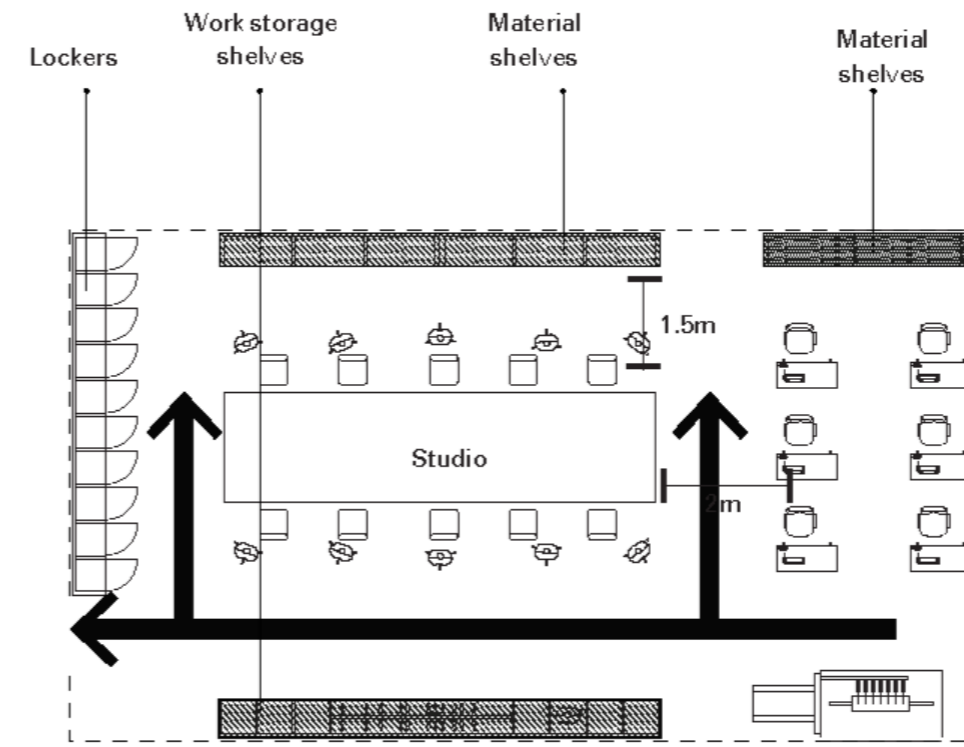 Lockers
Work storage
shelves
Material
shelves
Material
shelves
1.5m
Studio
2m